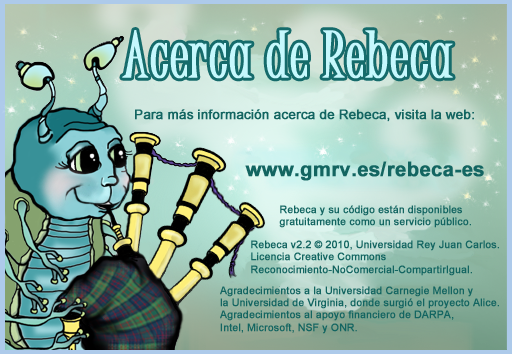 Acerca de Rebeca
Para más información acerca de Rebeca, visita la web:
www.gmrv.es/rebeca-es
Rebeca y su código están disponibles
gratuitamente como un servicio público.
Rebeca v2.2 © 2010, Universidad Rey Juan Carlos.
Licencia Creative Commons
Reconocimiento-NoComercial-CompartirIgual.
Agradecimientos a la Universidad Carnegie Mellon y
la Universidad de Virginia, donde surgió el proyecto Alice.
Agradecimientos al apoyo financiero de DARPA,
Intel, Microsoft, NSF y ONR.